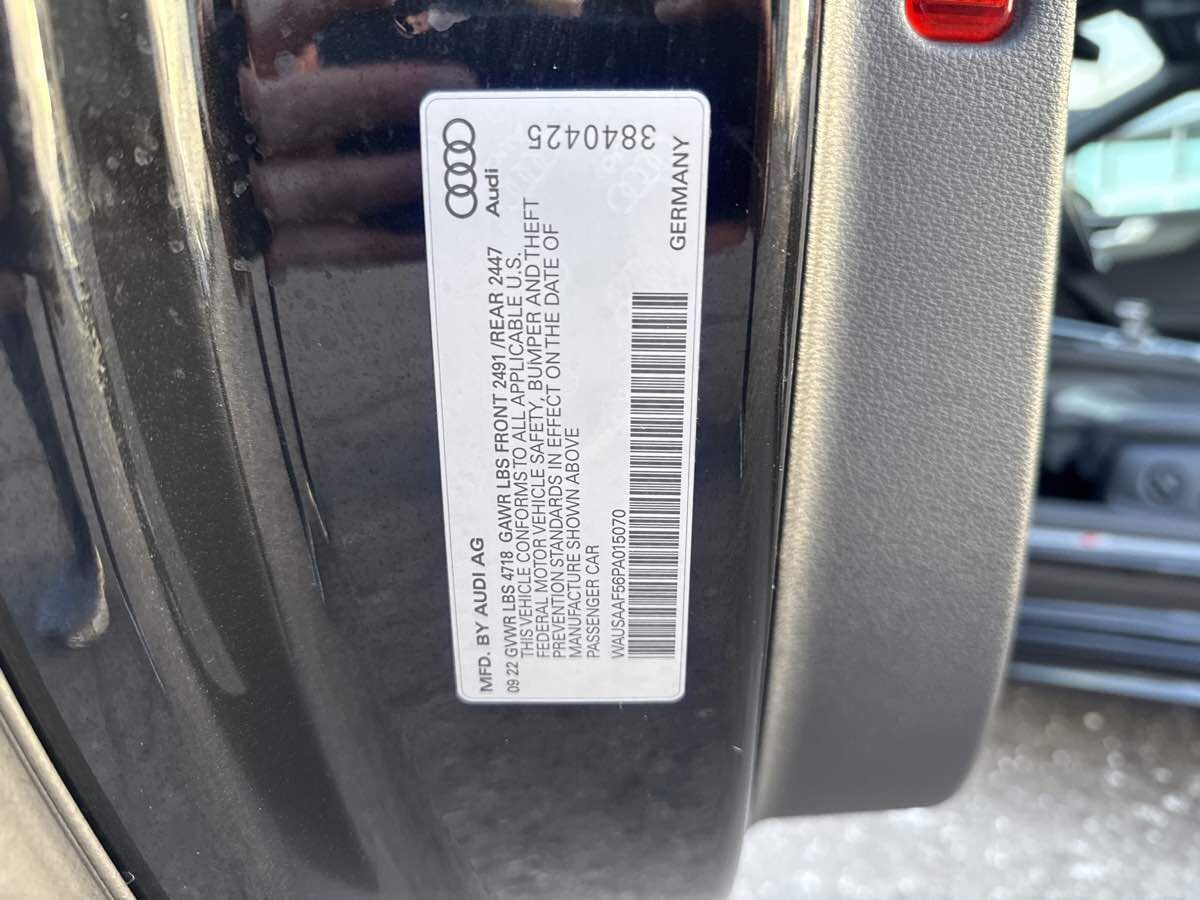 MFD. BY AUDI AG
Audi
09 22 GVWR LBS 4718 GAWR LBS FRONT 2491 /REAR 2447
THIS VEHICLE CONFORMS TO ALL APPLICABLE U.S.
FEDERAL MOTOR VEHICLE SAFETY, BUMPER AND THEFT
PREVENTION STANDARDS IN EFFECT ON THE DATE OF
MANUFACTURE SHOWN ABOVE
PASSENGER CAR
WAUSAAF56PA015070
GERMANY
3840425